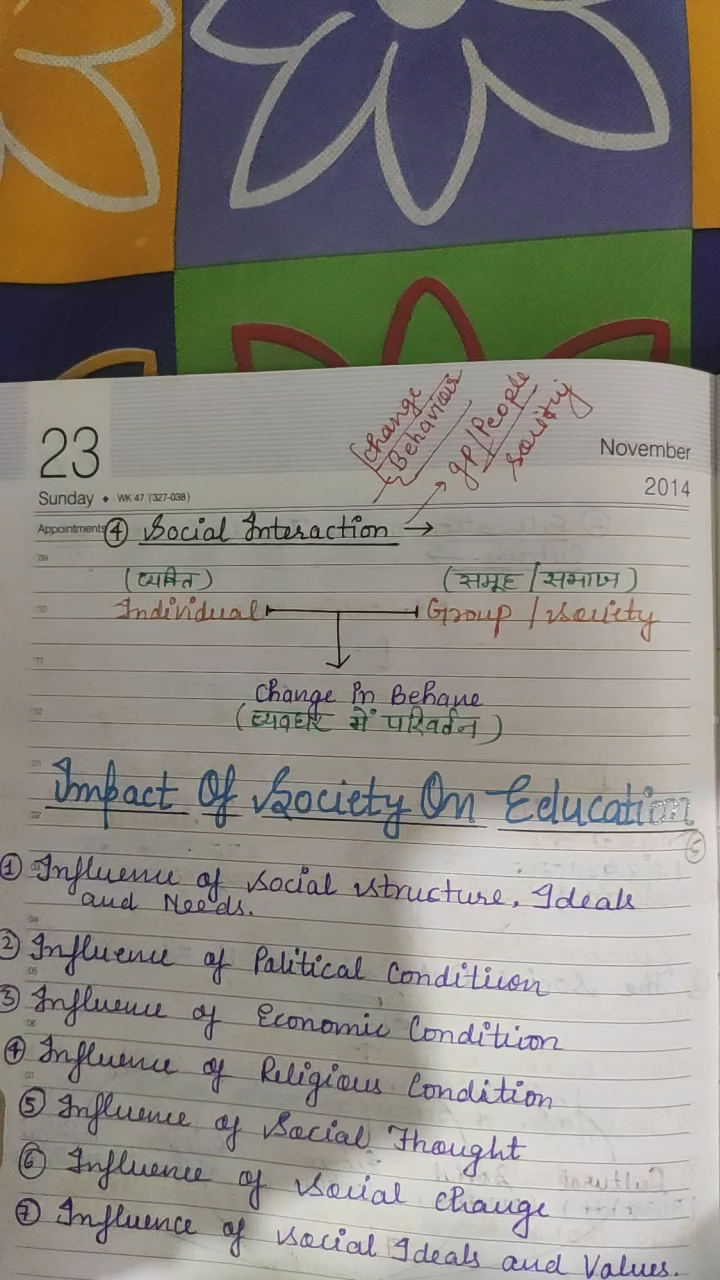 23
November
Sunday ♦ WK 47 (327-038)
2014
Change
Behaviour
gp/People
society
Appointments
④ Social Interaction →
(व्यक्ति) (समूह/समाज)
Individual Group / Society
Change In Behave
(व्यवहार में परिवर्तन)
Impact Of Society On Eeducation
① Influence of social structure, Ideals
and Needs.
② Influence of Political Condition
③ Influence of Economic Condition
④ Influence of Religious Condition
⑤ Influence of Social Thought
⑥ Influence of social change
⑦ Influence of social Ideals and Values.